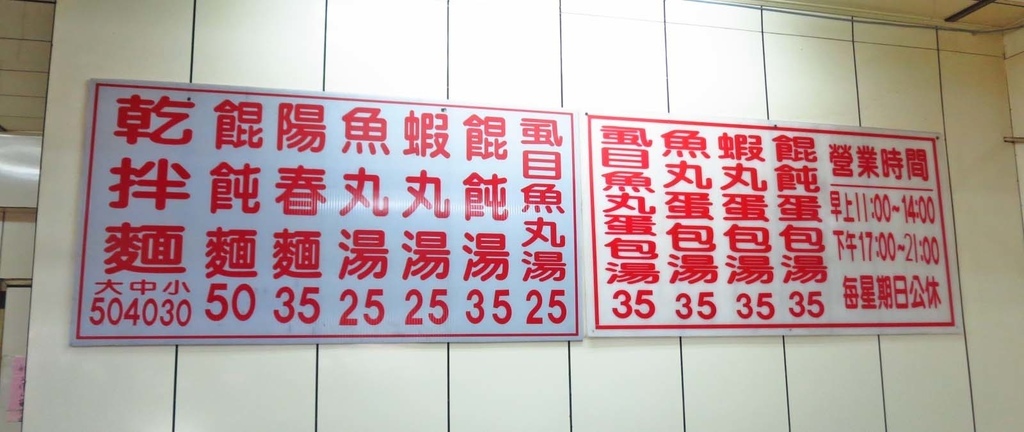 乾拌麵
大中小
504030
餛飩麵
50
陽春麵
35
魚丸湯
25
蝦丸湯
25
餛飩湯
35
虱目魚丸湯
25
虱目魚丸蛋包湯
35
魚丸蛋包湯
35
蝦丸蛋包湯
35
餛飩蛋包湯
35
營業時間
早上11:00~14:00
下午17:00~21:00
每星期日公休